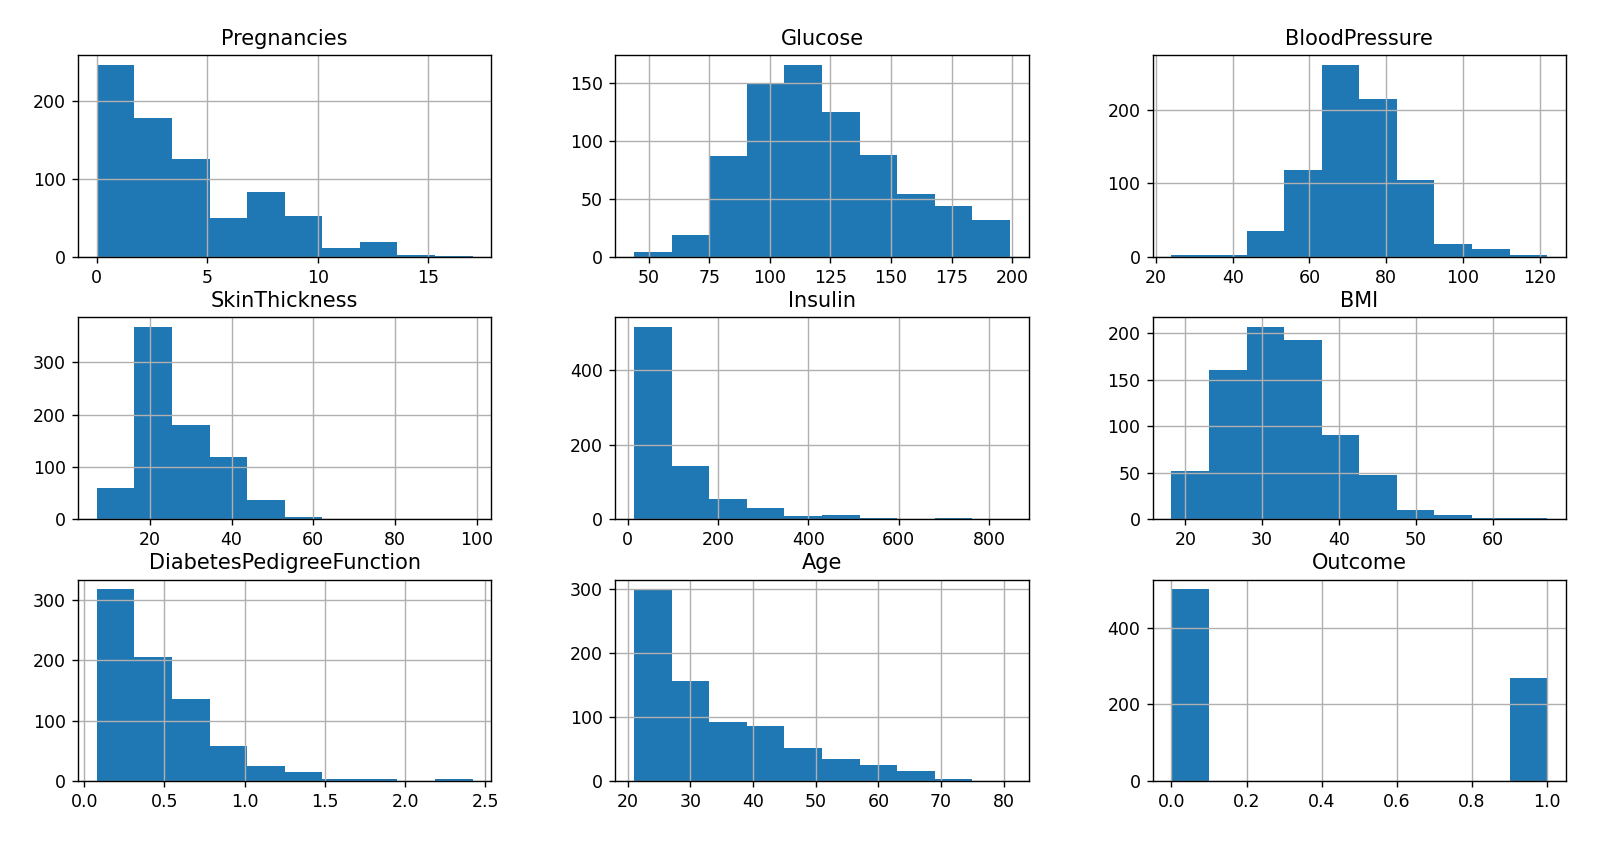 Pregnancies
Glucose
BloodPressure
200
100
0
0 5 10 15
150
100
50
0
50 75 100 125 150 175 200
200
100
0
20 40 60 80 100 120
SkinThickness
Insulin
BMI
300
200
100
0
20 40 60 80 100
400
200
0
0 200 400 600 800
200
150
100
50
0
20 30 40 50 60
DiabetesPedigreeFunction
Age
Outcome
300
200
100
0
0.0 0.5 1.0 1.5 2.0 2.5
300
200
100
0
20 30 40 50 60 70 80
400
200
0
0.0 0.2 0.4 0.6 0.8 1.0